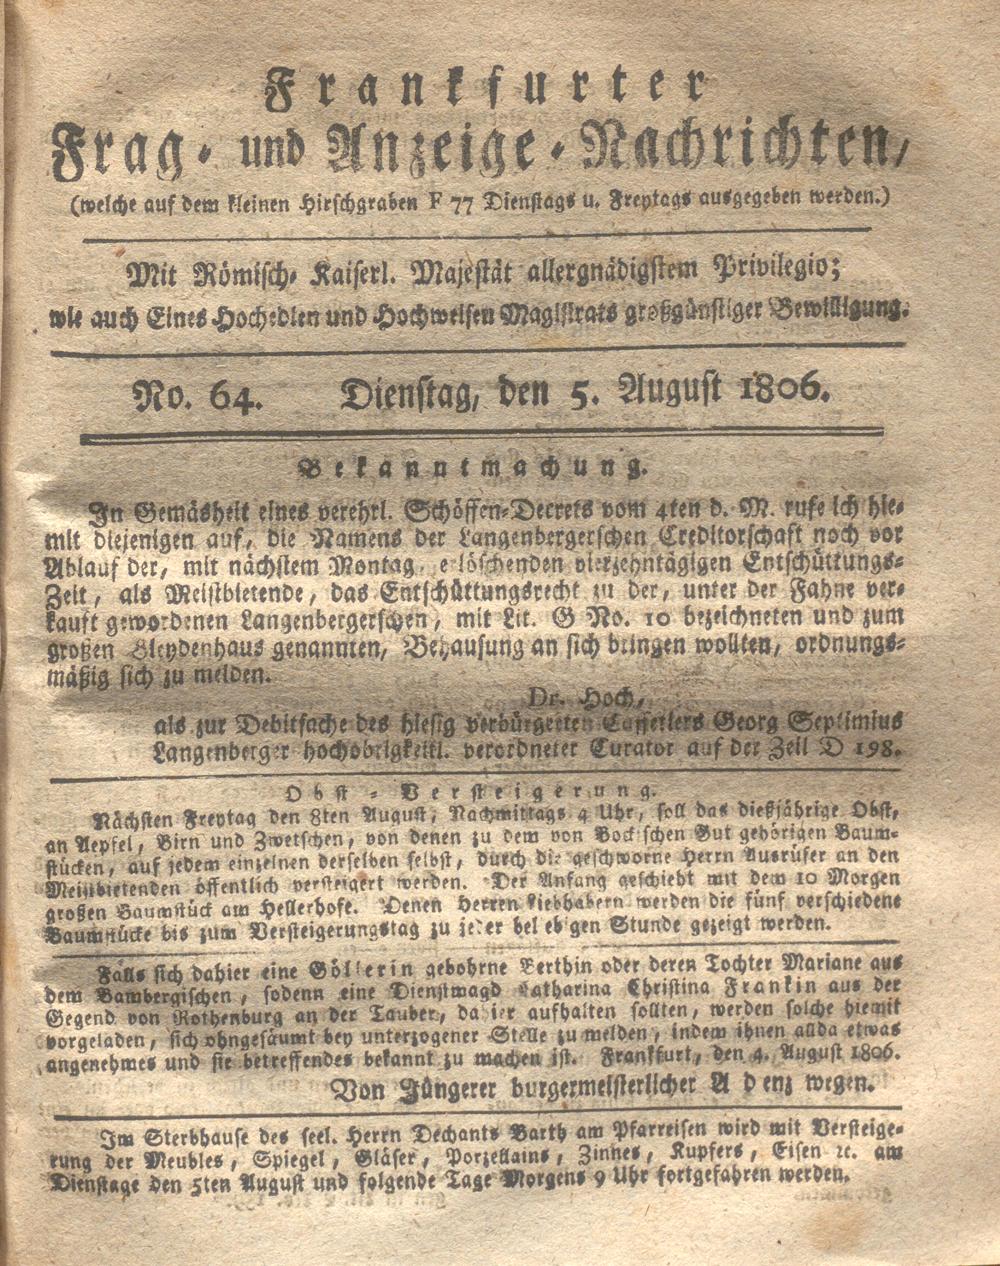 Frankfurter
Frag- und Anzeige-Nachrichten,
(welche auf dem kleinen Hirschgraben F 77 Dienstags u. Freytags ausgegeben werden.)
Mit Römisch- Kaiserl. Majestät allergnädigstem Privilegio;
wie auch Eines Hochedlen und Hochweisen Magistrats großgünstiger Bewilligung.
No. 64. Dienstag, den 5. August 1806.
Bekanntmachung.
In Gemäsheit eines verehrl. Schöffen-Decrets vom 4ten d. M. rufe ich hie-
mit diejenigen auf, die Namens der Langenbergerschen Creditorschaft noch vor
Ablauf der, mit nächstem Montag, erlöschenden vierzehntägigen Entschüttungs-
Zeit, als Meistbietende, das Entschüttungsrecht zu der, unter der Fahne ver-
kauft gewordenen Langenbergerschen, mit Lit. G No. 10 bezeichneten und zum
großen Bleydenhaus genannten, Behausung an sich bringen wollten, ordnungs-
mäßig sich zu melden.
Dr. Hoch,
als zur Debitsache des hiesig verbürgerten Caffetiers Georg Septimius
Langenberger hochobrigkeitl. verordneter Curator auf der Zeil D 198.
Obst-Versteigerung.
Nächsten Freytag den 8ten August, Nachmittags 4 Uhr, soll das dießjährige Obst,
an Aepfel, Birn und Zwetschen, von denen zu dem von Bockschen Gut gehörigen Baum-
stücken, auf jedem einzelnen derselben selbst, durch die geschworne Herrn Ausrüfer an den
Meistbietenden öffentlich versteigert werden. Der Anfang geschieht mit dem 10 Morgen
großen Baumstück am Hellerhofe. Denen Herren Liebhabern werden die fünf verschiedene
Baumstücke bis zum Versteigerungstag zu jeder beliebigen Stunde gezeigt werden.
Falls sich dahier eine Göllerin gebohrne Berthin oder deren Tochter Mariane aus
dem Bambergischen, sodenn eine Dienstmagd Catharina Christina Frankin aus der
Gegend von Rothenburg an der Tauber, dahier aufhalten sollten, werden solche hiemit
vorgeladen, sich ohngesäumt bey unterzogener Stelle zu melden, indem ihnen allda etwas
angenehmes und sie betreffendes bekannt zu machen ist. Frankfurt, den 4. August 1806.
Von Jüngerer burgermeisterlicher Audienz wegen.
Im Sterbhause des seel. Herrn Dechants Barth am Pfarreisen wird mit Versteige-
rung der Meubles, Spiegel, Gläser, Porzellains, Zinnes, Kupfers, Eisen ꝛc. am
Dienstage den 5ten August und folgende Tage Morgens 9 Uhr fortgefahren werden.